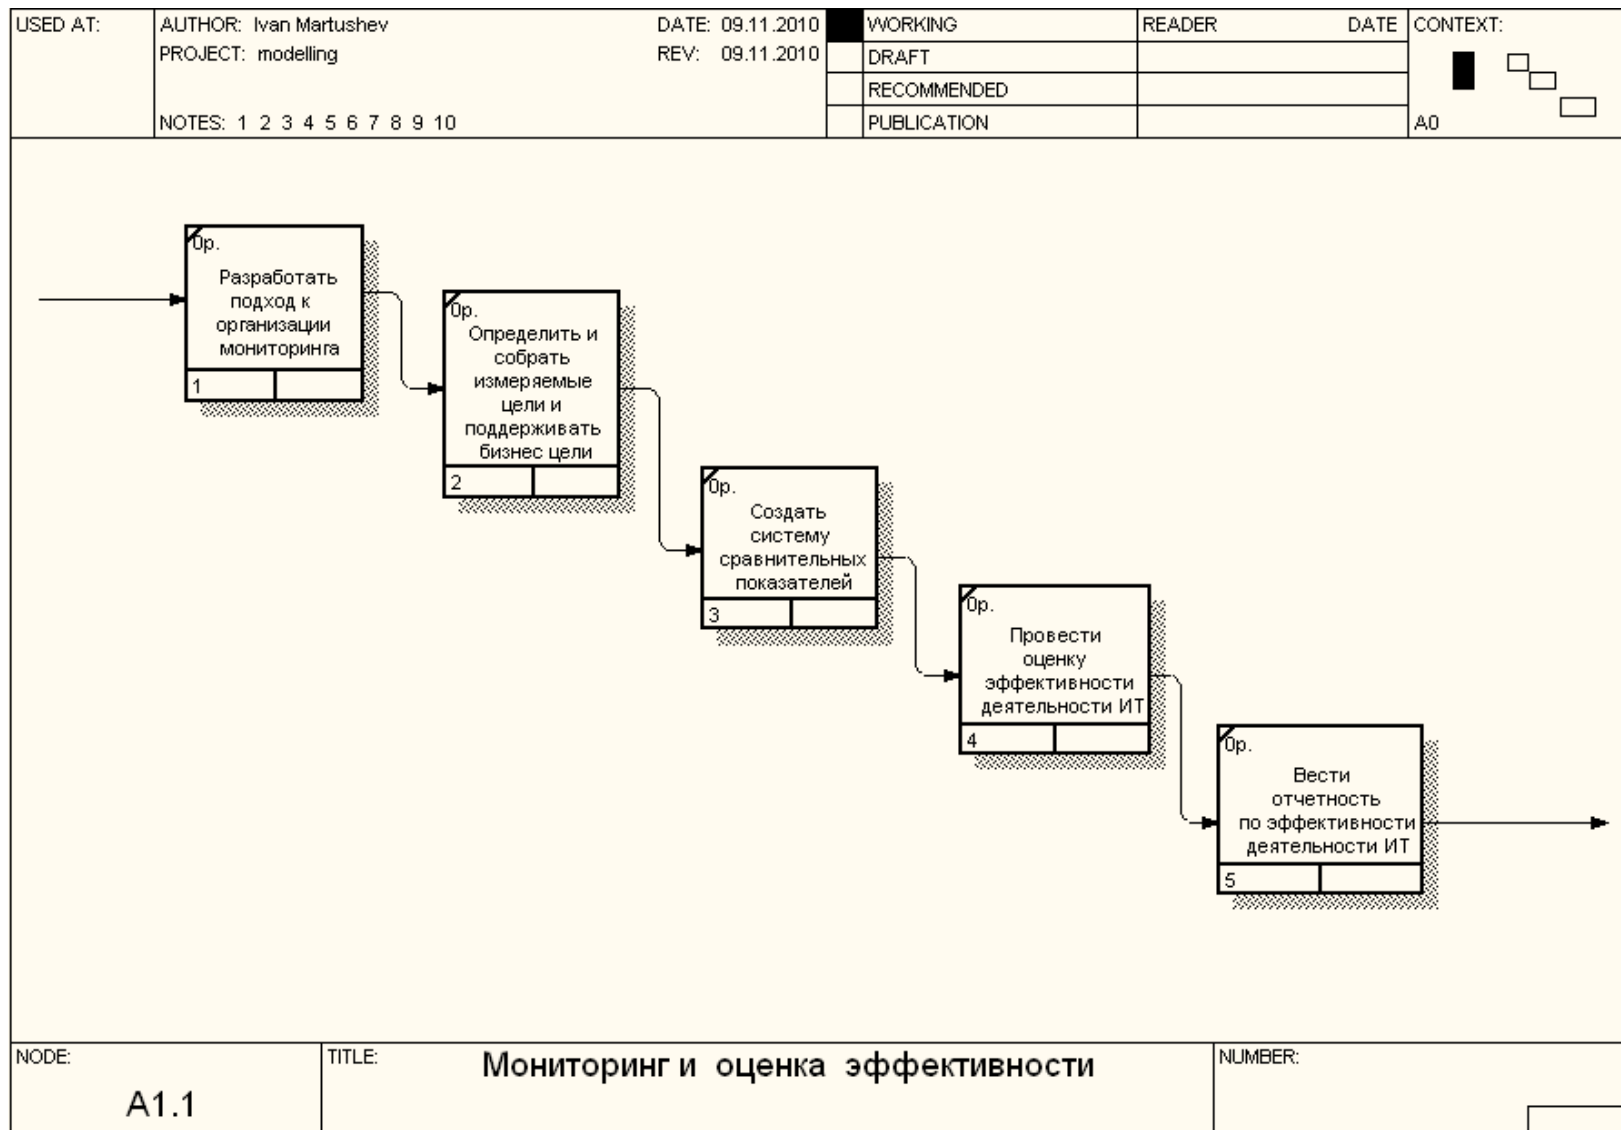 USED AT:
AUTHOR: Ivan Martushev
DATE: 09.11.2010
WORKING
READER
DATE
CONTEXT:
PROJECT: modelling
REV: 09.11.2010
DRAFT
RECOMMENDED
NOTES: 1 2 3 4 5 6 7 8 9 10
PUBLICATION
A0
0р.
Разработать
подход к
организации
мониторинга
1
0р.
Определить и
собрать
измеряемые
цели и
поддерживать
бизнес цели
2
0р.
Создать
систему
сравнительных
показателей
3
0р.
Провести
оценку
эффективности
деятельности ИТ
4
0р.
Вести
отчетность
по эффективности
деятельности ИТ
5
NODE:
A1.1
TITLE:
Мониторинг и оценка эффективности
NUMBER: